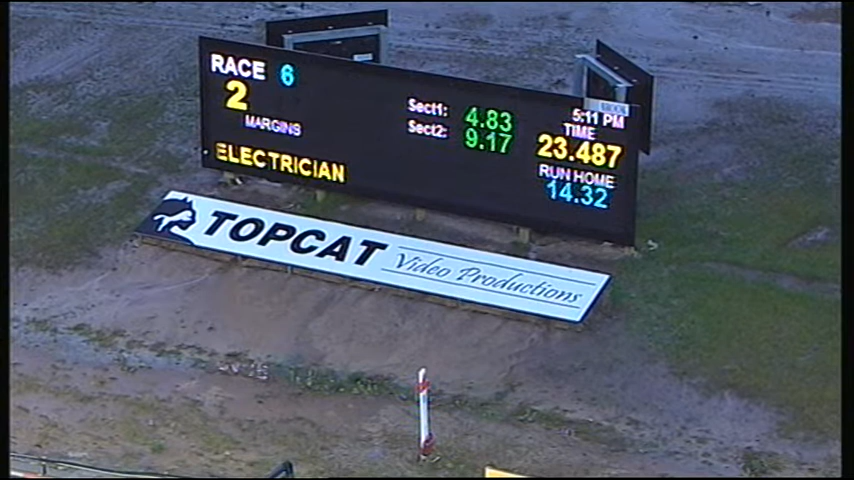 RACE 6
2
MARGINS
ELECTRICIAN
Sect1: 4.83
Sect2: 9.17
5:11 PM
TIME
23.487
RUN HOME
14.32
TOPCAT
Video Productions